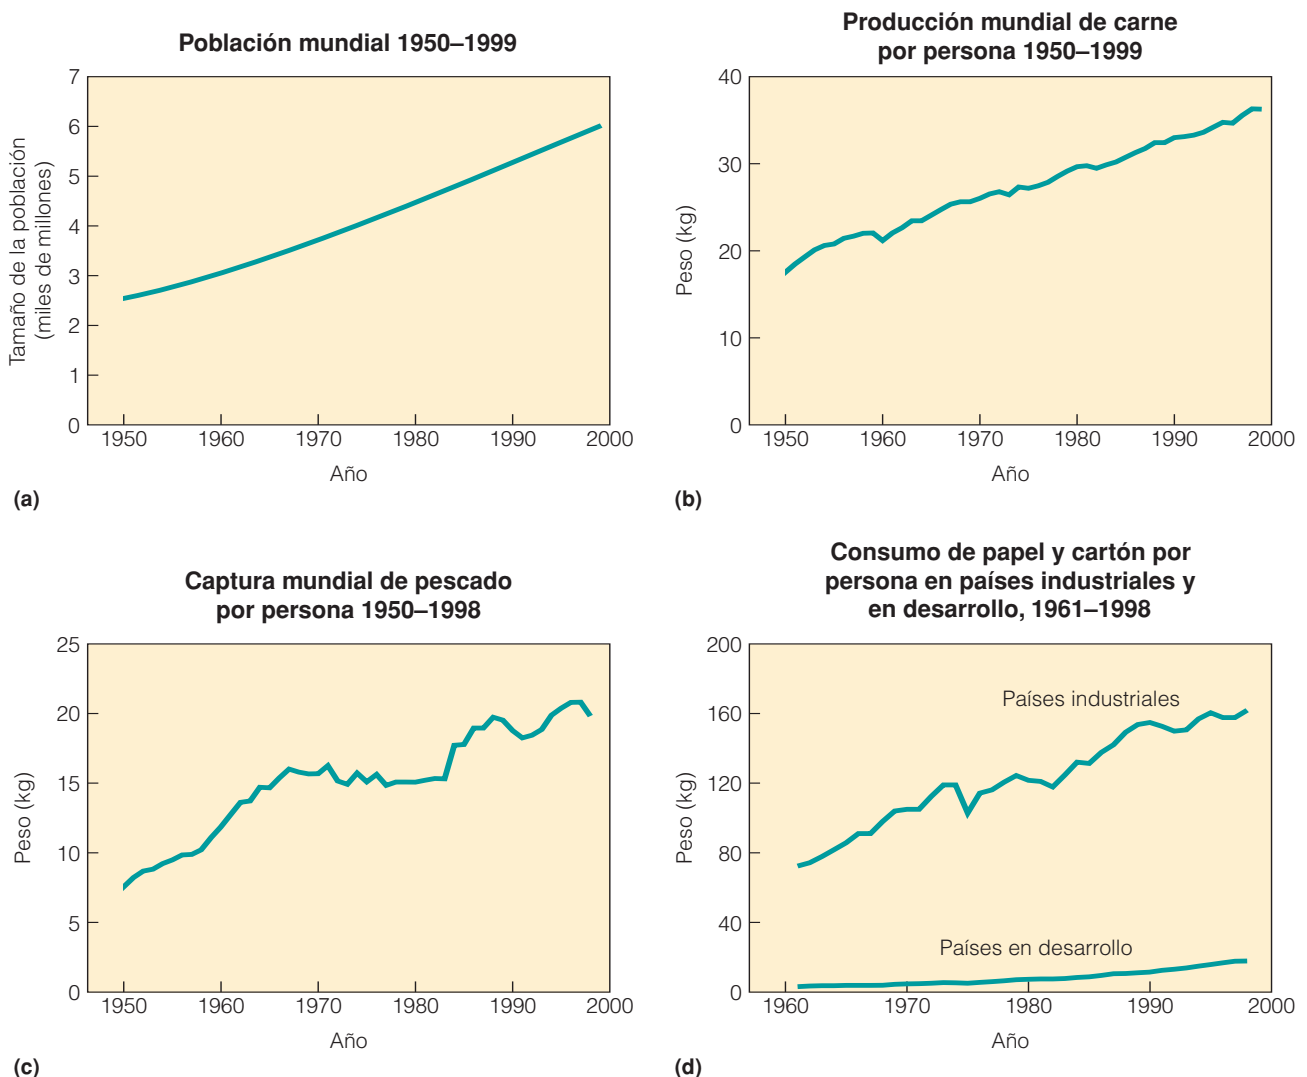 Población mundial 1950–1999
Tamaño de la población
(miles de millones)
7
6
5
4
3
2
1
0
1950 1960 1970 1980 1990 2000
Año
(a)
Producción mundial de carne
por persona 1950–1999
Peso (kg)
40
30
20
10
0
1950 1960 1970 1980 1990 2000
Año
(b)
Captura mundial de pescado
por persona 1950–1998
Peso (kg)
25
20
15
10
5
0
1950 1960 1970 1980 1990 2000
Año
(c)
Consumo de papel y cartón por
persona en países industriales y
en desarrollo, 1961–1998
Peso (kg)
200
160
120
80
40
0
Países industriales
Países en desarrollo
1960 1970 1980 1990 2000
Año
(d)